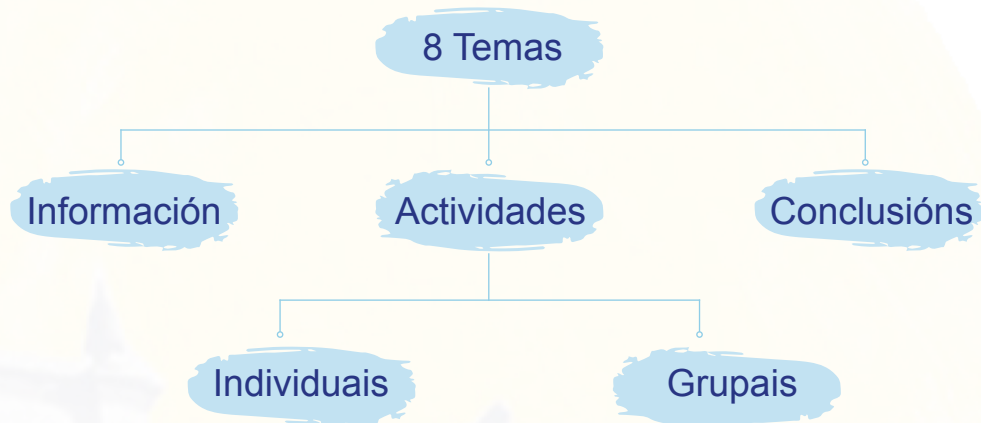 8 Temas
Información
Actividades
Conclusións
Individuais
Grupais